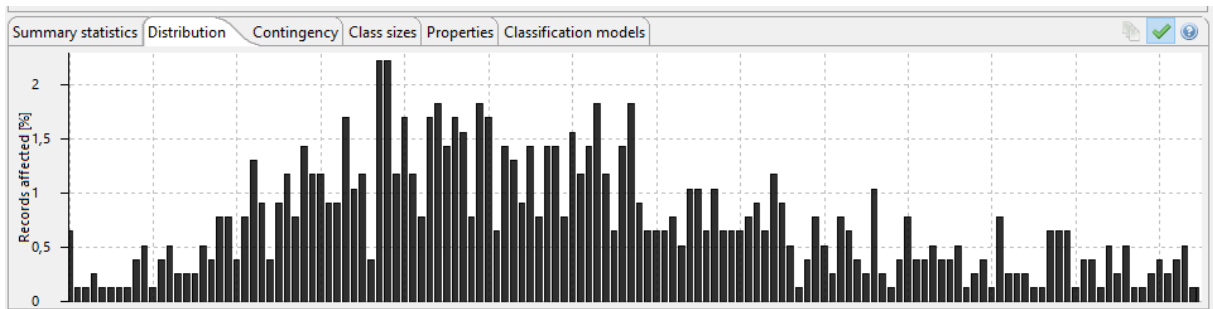 Summary statistics Distribution Contingency Class sizes Properties Classification models
Records affected [%]
2
1,5
1
0,5
0